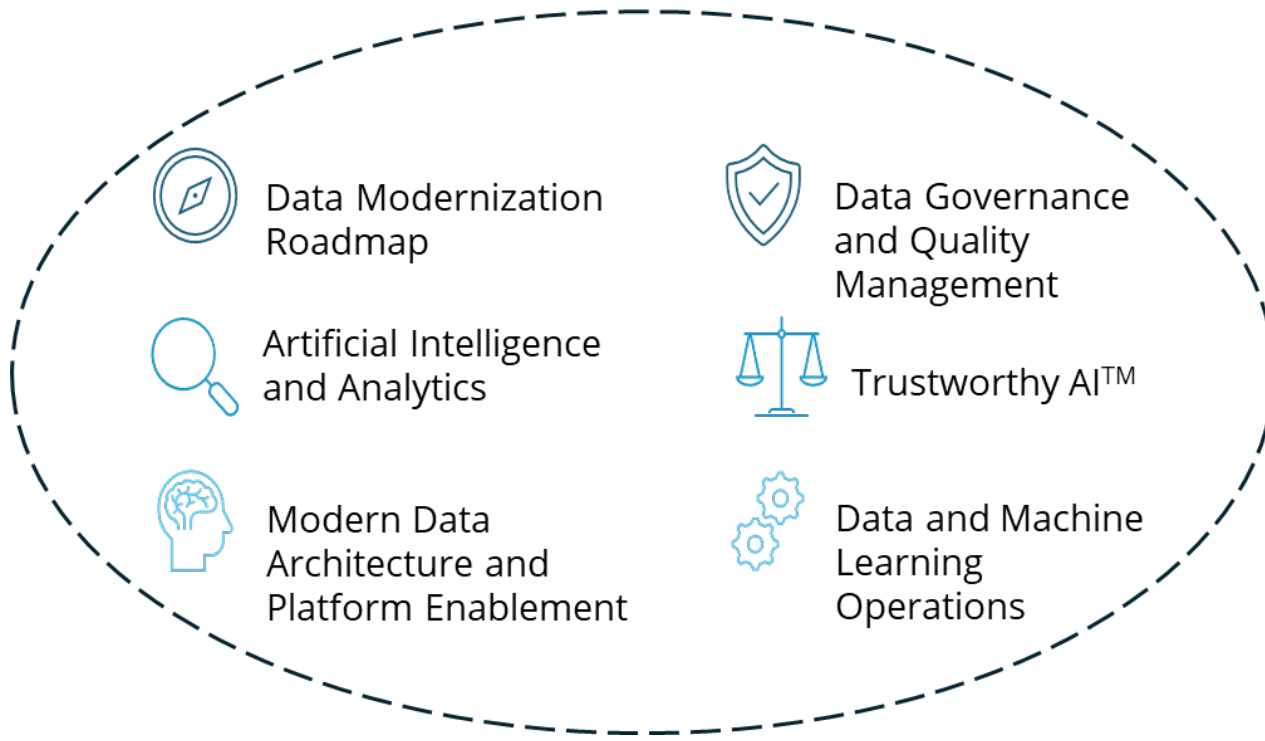 Data Modernization
Roadmap
Data Governance
and Quality
Management
Artificial Intelligence
and Analytics
Trustworthy AI™
Modern Data
Architecture and
Platform Enablement
Data and Machine
Learning
Operations